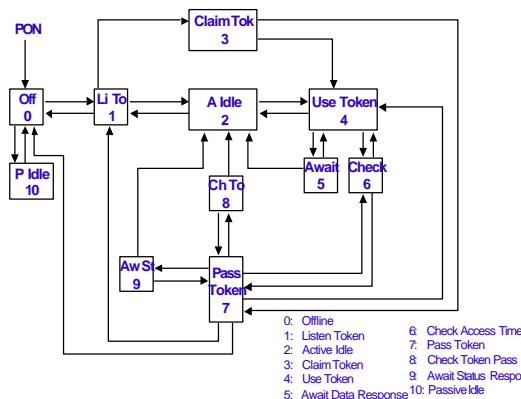 PON
Claim Tok
3
Off
0
Li To
1
A Idle
2
Use Token
4
P Idle
10
Await
5
Check
6
Ch To
8
Aw St
9
Pass
Token
7
0: Offline
1: Listen Token
2: Active Idle
3: Claim Token
4: Use Token
5: Await Data Response
6: Check Access Time
7: Pass Token
8: Check Token Pass
9: Await Status Respo
10: Passive Idle